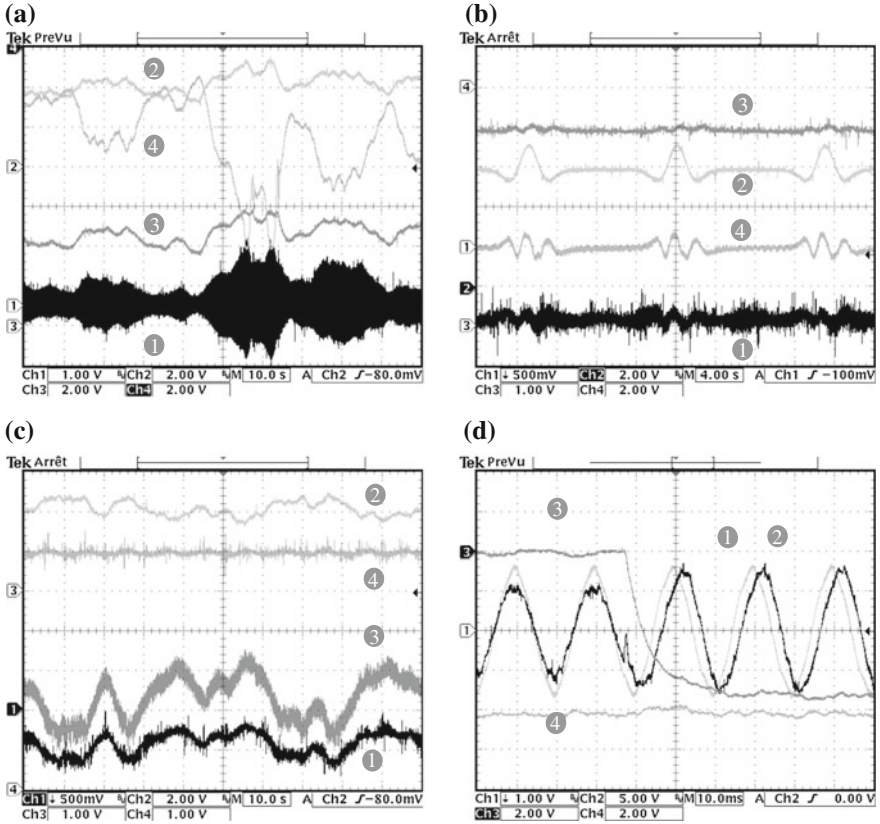 (a)
Tek PreVu
4
2
1
3
2
4
3
1
Ch1 1.00 V Ch2 2.00 V M 10.0 s A Ch2 ∫ −80.0mV
Ch3 2.00 V Ch4 2.00 V
(b)
Tek Arrêt
4
1
2
3
3
2
4
1
Ch1 ↓ 500mV Ch2 2.00 V M 4.00 s A Ch1 ∫ −100mV
Ch3 1.00 V Ch4 2.00 V
(c)
Tek Arrêt
3
1
4
2
4
3
1
Ch1 ↓ 500mV Ch2 2.00 V M 10.0 s A Ch2 ∫ −80.0mV
Ch3 1.00 V Ch4 1.00 V
(d)
Tek PreVu
3
1
3
1 2
4
Ch1 ↓ 1.00 V Ch2 5.00 V M 10.0ms A Ch2 ∫ 0.00 V
Ch3 2.00 V Ch4 2.00 V